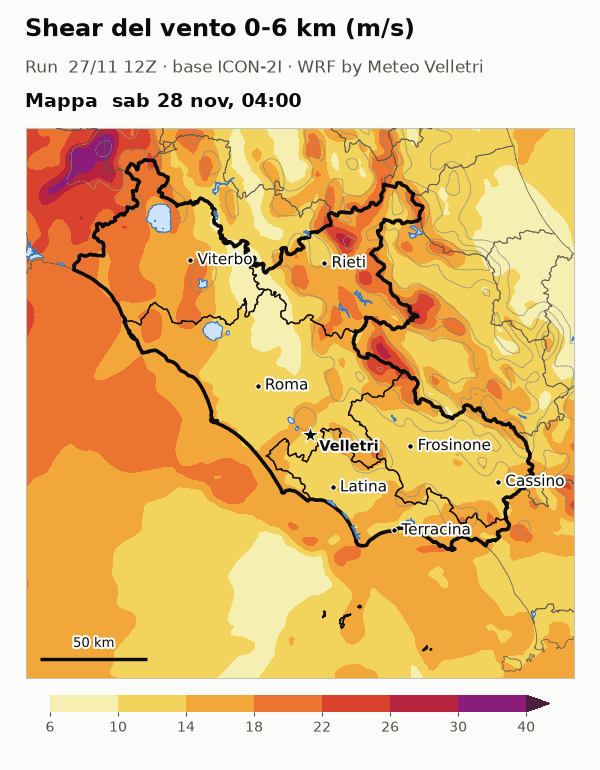 Shear del vento 0-6 km (m/s)
Run  27/11 12Z · base ICON-2I · WRF by Meteo Velletri
Mappa  sab 28 nov, 04:00
Viterbo
Rieti
Roma
Velletri
Frosinone
Latina
Cassino
Terracina
50 km
6 10 14 18 22 26 30 40